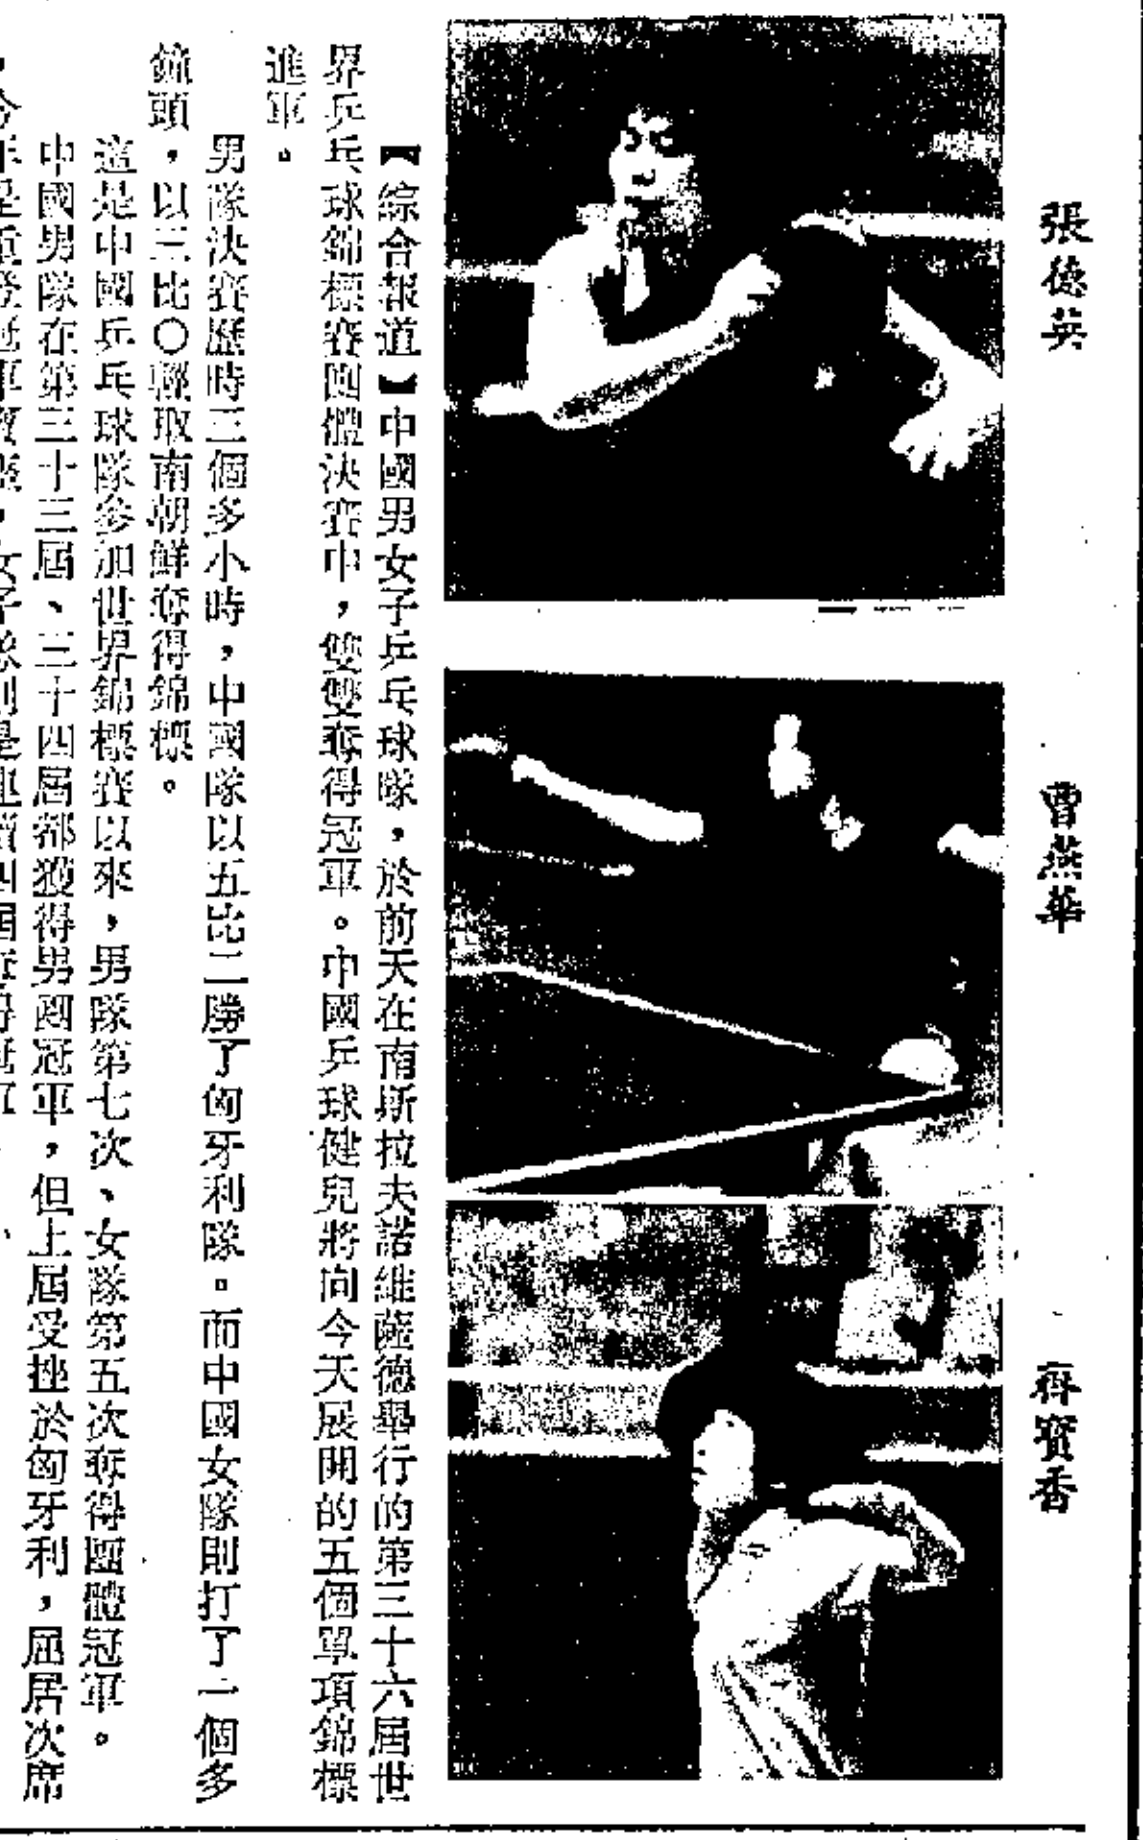 張德英
曹燕華
齊寶香
【綜合報道】中國男女子乒乓球隊，於前天在南斯拉夫諾維薩德舉行的第三十六屆世
界乒乓球錦標賽團體決賽中，雙雙奪得冠軍。中國乒球健兒將向今天展開的五個單項錦標
進軍。
男隊決賽歷時三個多小時，中國隊以五比二勝了匈牙利隊。而中國女隊則打了一個多
鐘頭，以三比〇輕取南朝鮮奪得錦標。
這是中國乒乓球隊參加世界錦標賽以來，男隊第七次、女隊第五次奪得團體冠軍。
中國男隊在第三十三屆、三十四屆都獲得男團冠軍，但上屆受挫於匈牙利，屈居次席